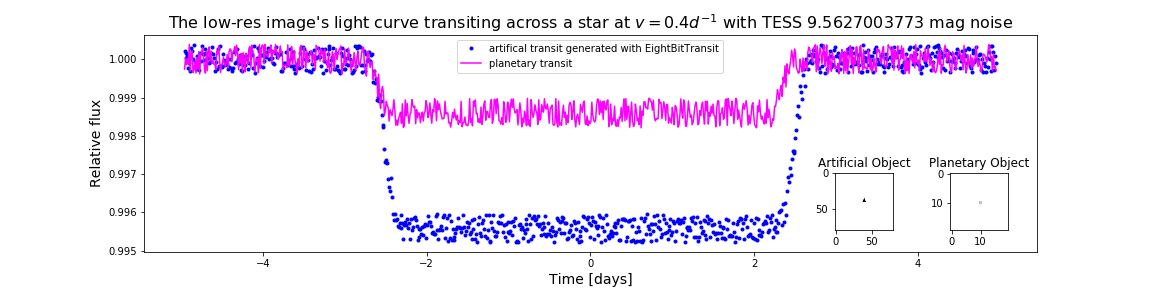 The low-res image's light curve transiting across a star at v = 0.4d⁻¹ with TESS 9.5627003773 mag noise
artifical transit generated with EightBitTransit
planetary transit
Relative flux
1.000
0.999
0.998
0.997
0.996
0.995
−4
−2
0
2
4
Time [days]
Artificial Object
0
50
0
50
Planetary Object
0
10
0
10